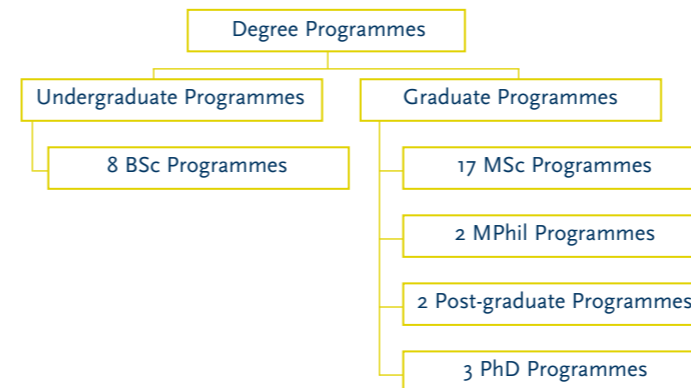 Degree Programmes
Undergraduate Programmes
8 BSc Programmes
Graduate Programmes
17 MSc Programmes
2 MPhil Programmes
2 Post-graduate Programmes
3 PhD Programmes